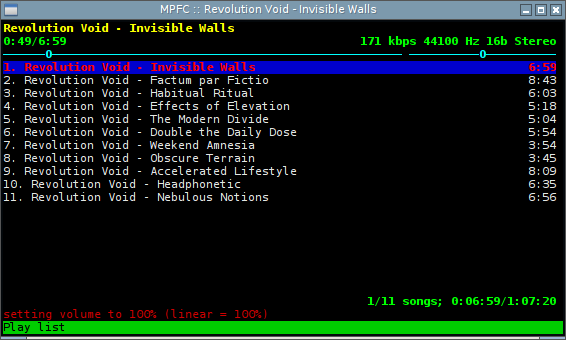 MPFC :: Revolution Void - Invisible Walls
Revolution Void - Invisible Walls
0:49/6:59 171 kbps 44100 Hz 16b Stereo
1. Revolution Void - Invisible Walls 6:59
2. Revolution Void - Factum par Fictio 8:43
3. Revolution Void - Habitual Ritual 6:03
4. Revolution Void - Effects of Elevation 5:18
5. Revolution Void - The Modern Divide 5:04
6. Revolution Void - Double the Daily Dose 5:54
7. Revolution Void - Weekend Amnesia 3:54
8. Revolution Void - Obscure Terrain 3:45
9. Revolution Void - Accelerated Lifestyle 8:09
10. Revolution Void - Headphonetic 6:35
11. Revolution Void - Nebulous Notions 6:56
1/11 songs; 0:06:59/1:07:20
setting volume to 100% (linear = 100%)
Play list